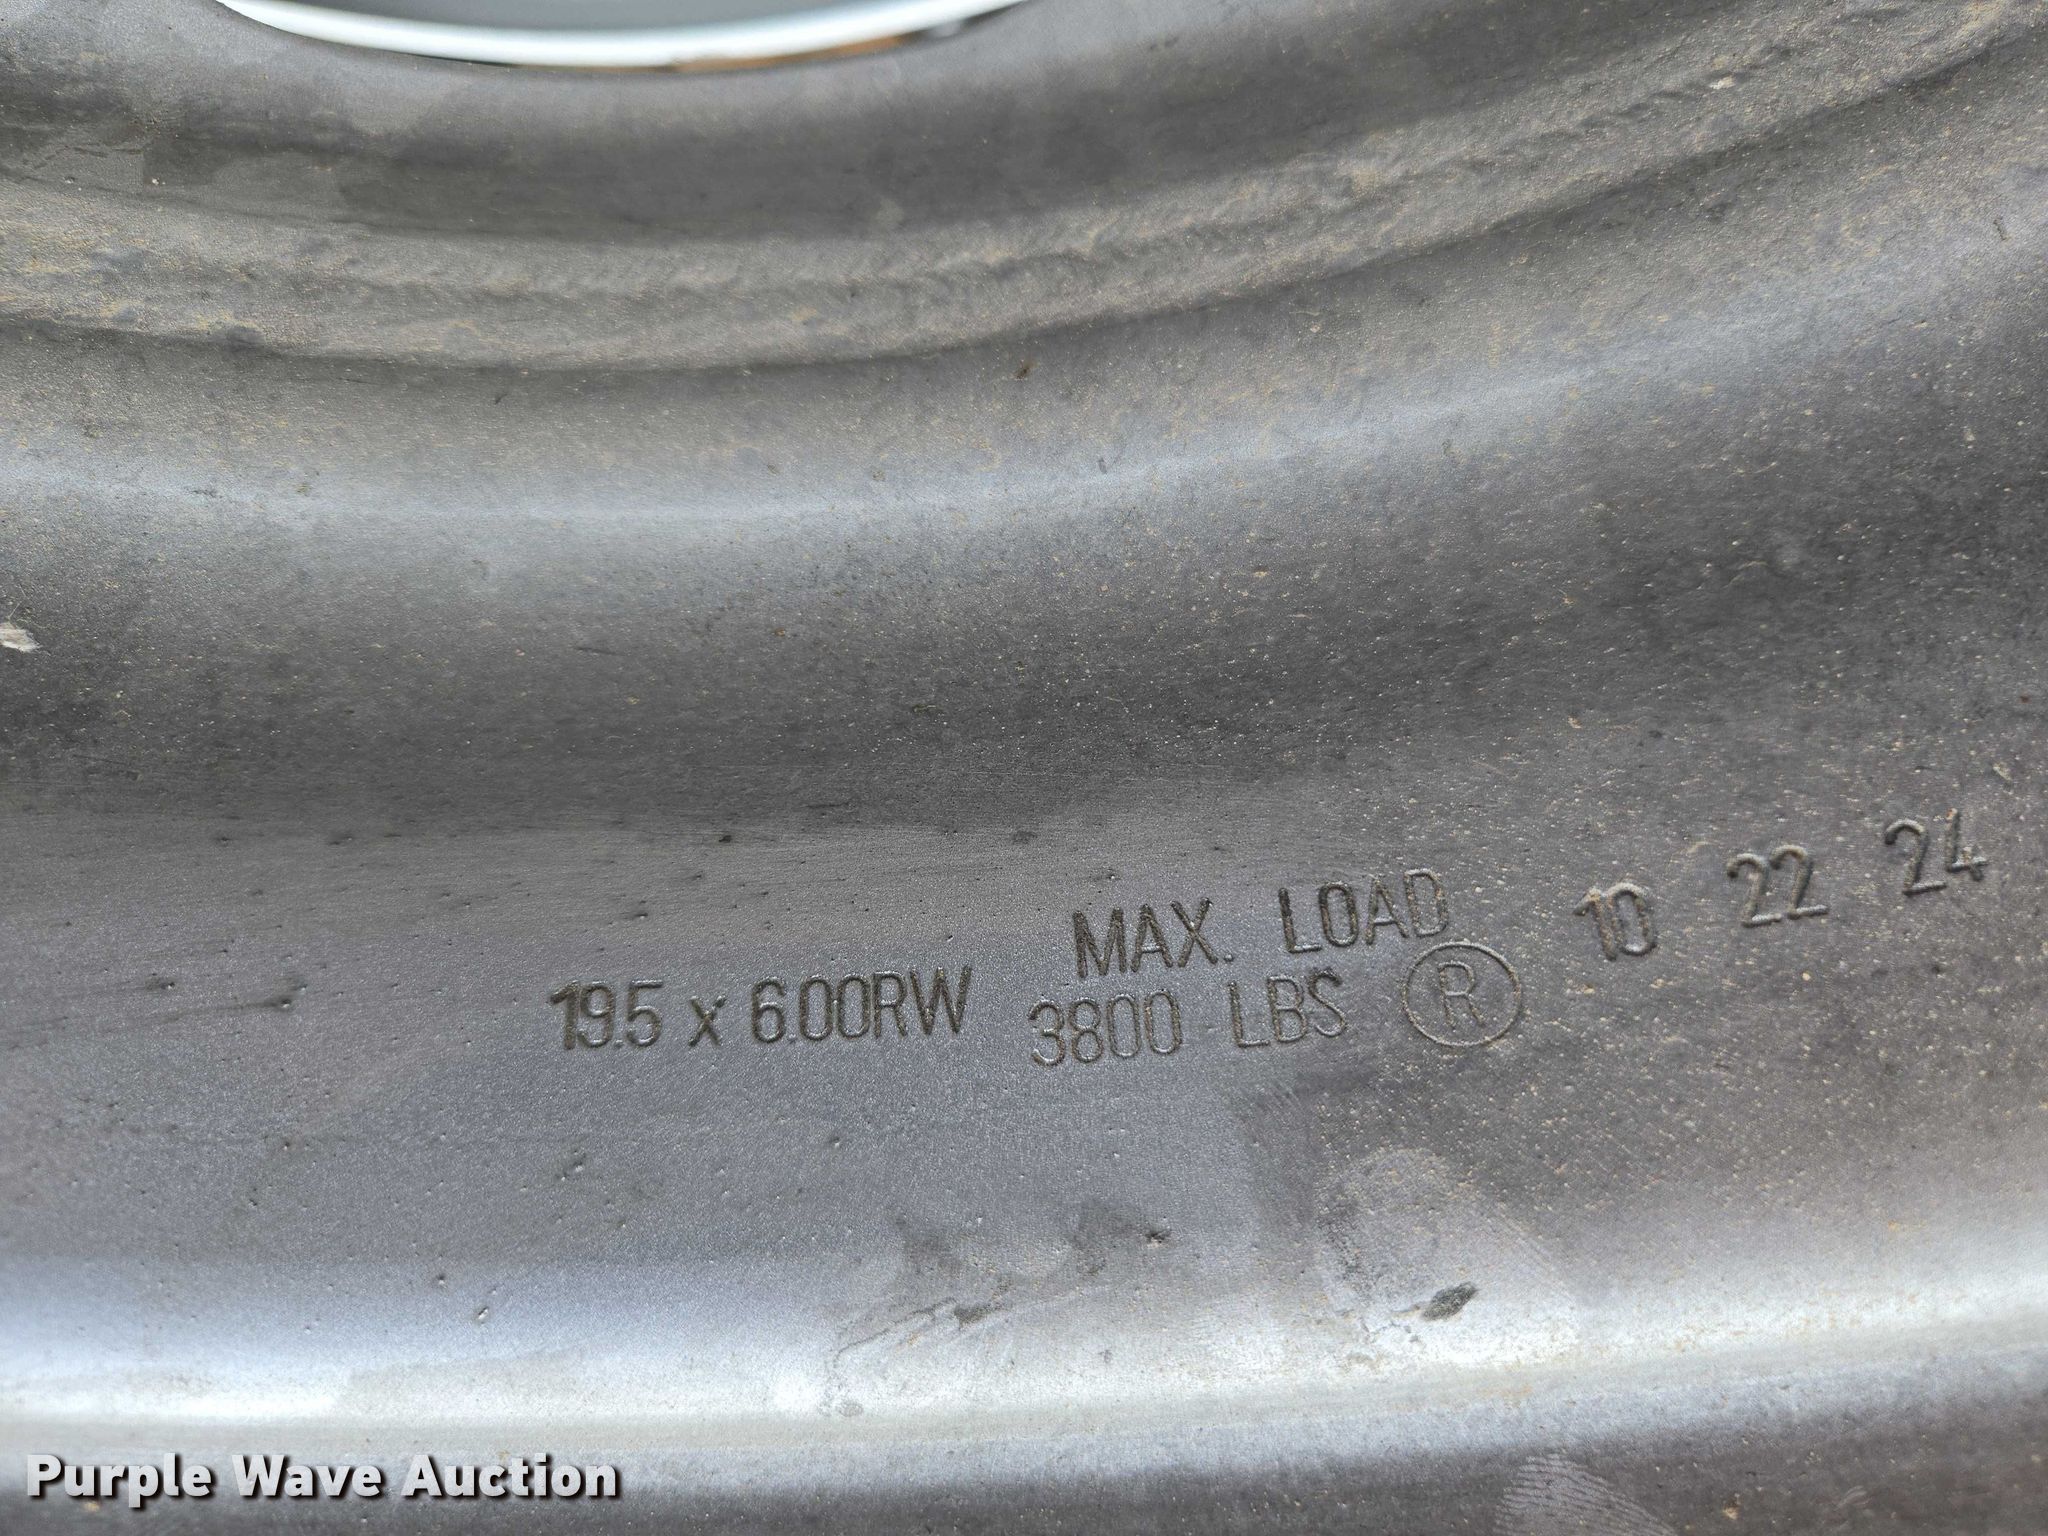 19.5 x 6.00RW
MAX. LOAD
3800 LBS Ⓡ
10 22 24
Purple Wave Auction